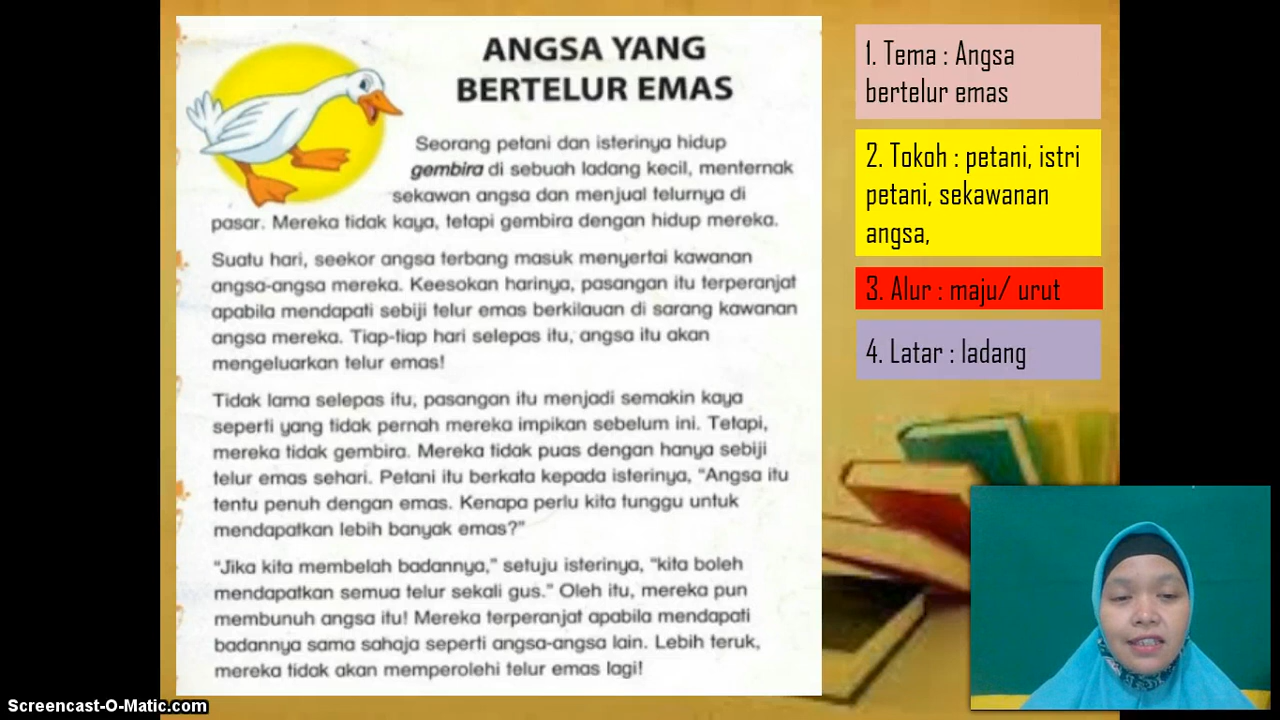 ANGSA YANG
BERTELUR EMAS
Seorang petani dan isterinya hidup
gembira di sebuah ladang kecil, menternak
sekawan angsa dan menjual telurnya di
pasar. Mereka tidak kaya, tetapi gembira dengan hidup mereka.
Suatu hari, seekor angsa terbang masuk menyertai kawanan
angsa-angsa mereka. Keesokan harinya, pasangan itu terperanjat
apabila mendapati sebiji telur emas berkilauan di sarang kawanan
angsa mereka. Tiap-tiap hari selepas itu, angsa itu akan
mengeluarkan telur emas!
Tidak lama selepas itu, pasangan itu menjadi semakin kaya
seperti yang tidak pernah mereka impikan sebelum ini. Tetapi,
mereka tidak gembira. Mereka tidak puas dengan hanya sebiji
telur emas sehari. Petani itu berkata kepada isterinya, “Angsa itu
tentu penuh dengan emas. Kenapa perlu kita tunggu untuk
mendapatkan lebih banyak emas?”
“Jika kita membelah badannya,” setuju isterinya, “kita boleh
mendapatkan semua telur sekali gus.” Oleh itu, mereka pun
membunuh angsa itu! Mereka terperanjat apabila mendapati
badannya sama sahaja seperti angsa-angsa lain. Lebih teruk,
mereka tidak akan memperolehi telur emas lagi!
1. Tema : Angsa
bertelur emas
2. Tokoh : petani, istri
petani, sekawanan
angsa,
3. Alur : maju/ urut
4. Latar : ladang
Screencast-O-Matic.com